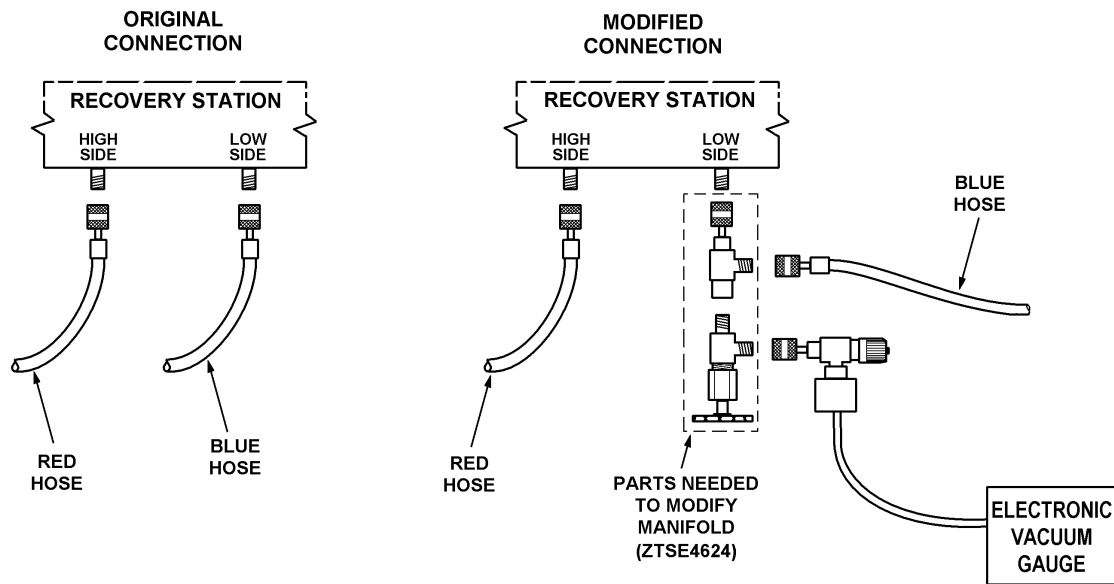 ORIGINAL
CONNECTION
RECOVERY STATION
HIGH
SIDE
LOW
SIDE
RED
HOSE
BLUE
HOSE
MODIFIED
CONNECTION
RECOVERY STATION
HIGH
SIDE
LOW
SIDE
BLUE
HOSE
RED
HOSE
PARTS NEEDED
TO MODIFY
MANIFOLD
(ZTSE4624)
ELECTRONIC
VACUUM
GAUGE